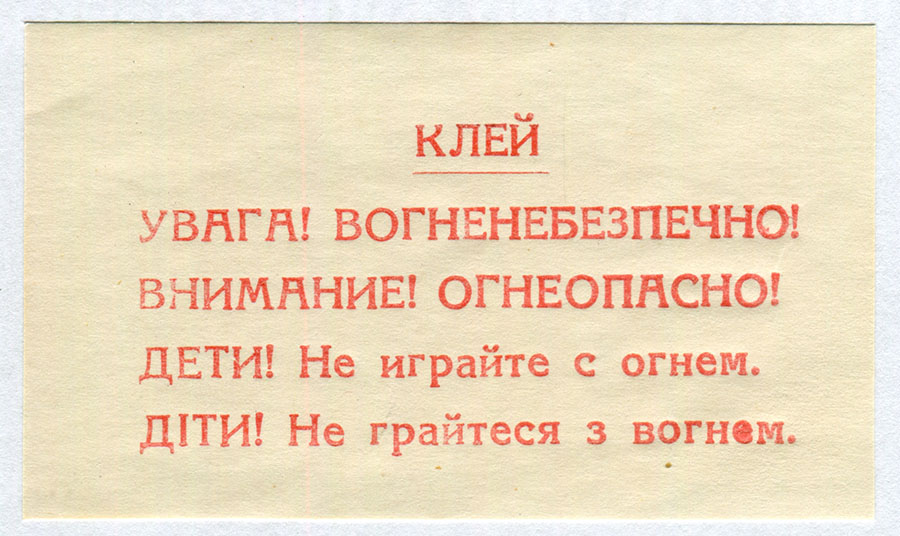 КЛЕЙ
УВАГА! ВОГНЕНЕБЕЗПЕЧНО!
ВНИМАНИЕ! ОГНЕОПАСНО!
ДЕТИ! Не играйте с огнем.
ДІТИ! Не грайтеся з вогнем.